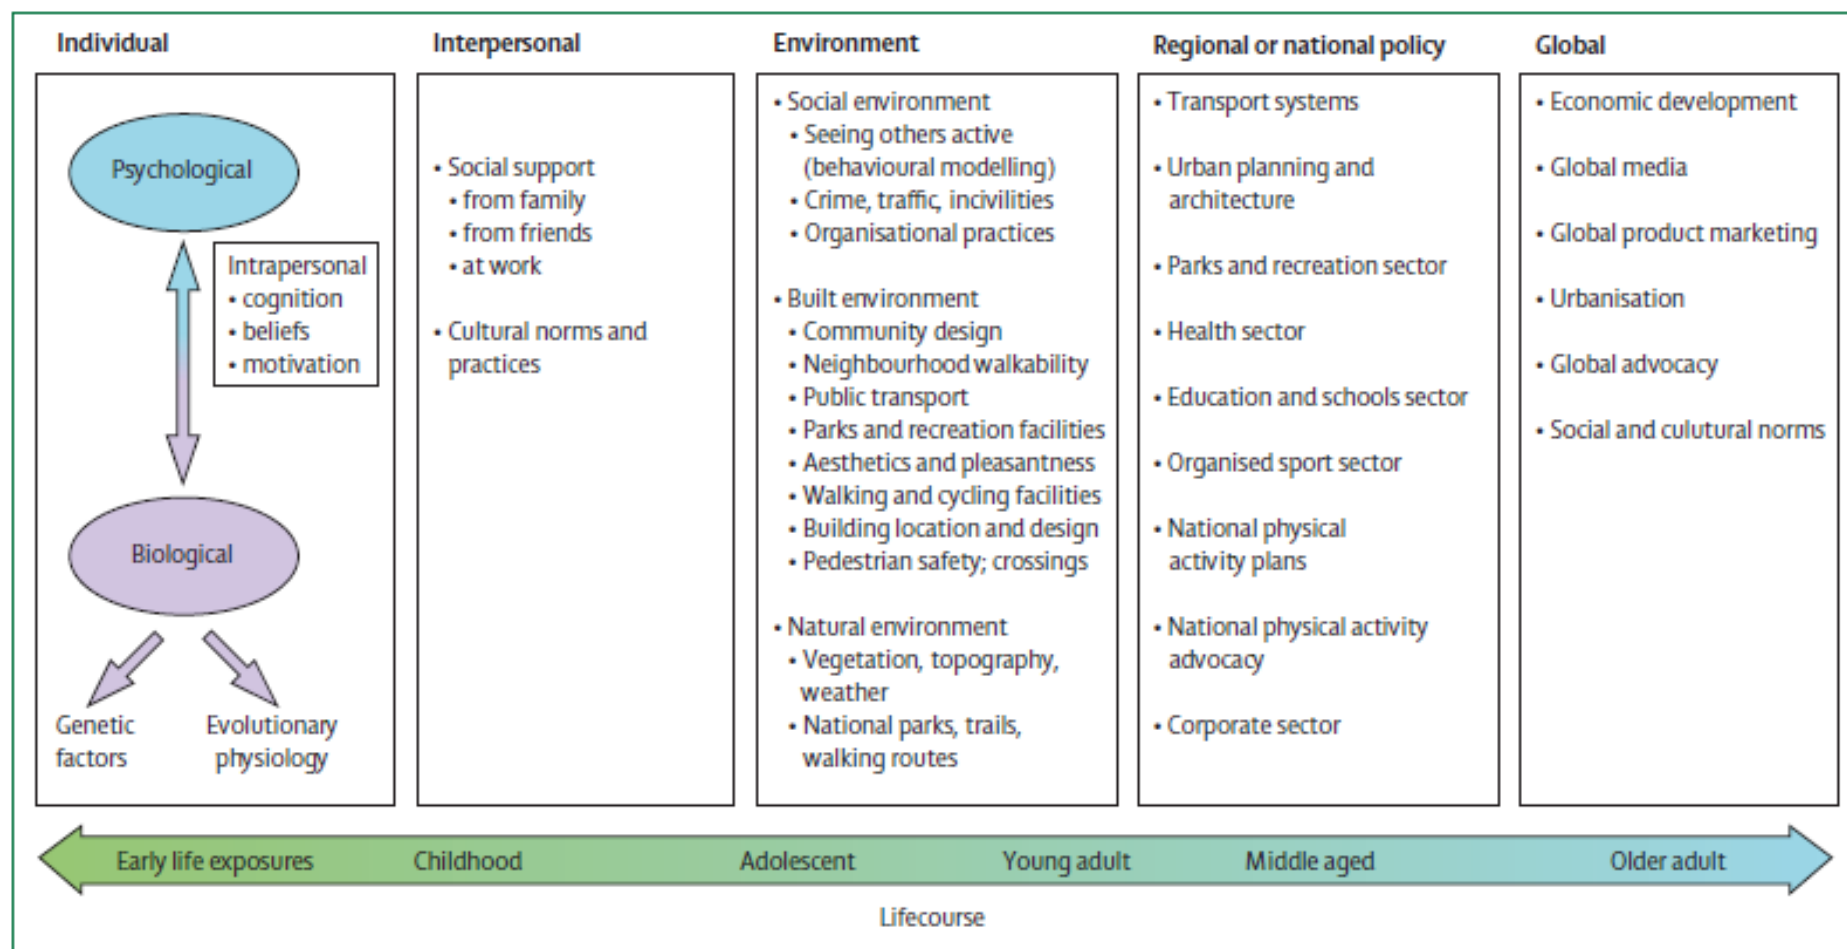 Individual
Psychological
Intrapersonal
• cognition
• beliefs
• motivation
Biological
Genetic
factors
Evolutionary
physiology
Interpersonal
• Social support
• from family
• from friends
• at work
• Cultural norms and
practices
Environment
• Social environment
• Seeing others active
(behavioural modelling)
• Crime, traffic, incivilities
• Organisational practices
• Built environment
• Community design
• Neighbourhood walkability
• Public transport
• Parks and recreation facilities
• Aesthetics and pleasantness
• Walking and cycling facilities
• Building location and design
• Pedestrian safety; crossings
• Natural environment
• Vegetation, topography,
weather
• National parks, trails,
walking routes
Regional or national policy
• Transport systems
• Urban planning and
architecture
• Parks and recreation sector
• Health sector
• Education and schools sector
• Organised sport sector
• National physical
activity plans
• National physical activity
advocacy
• Corporate sector
Global
• Economic development
• Global media
• Global product marketing
• Urbanisation
• Global advocacy
• Social and culutural norms
Early life exposures
Childhood
Adolescent
Young adult
Middle aged
Older adult
Lifecourse